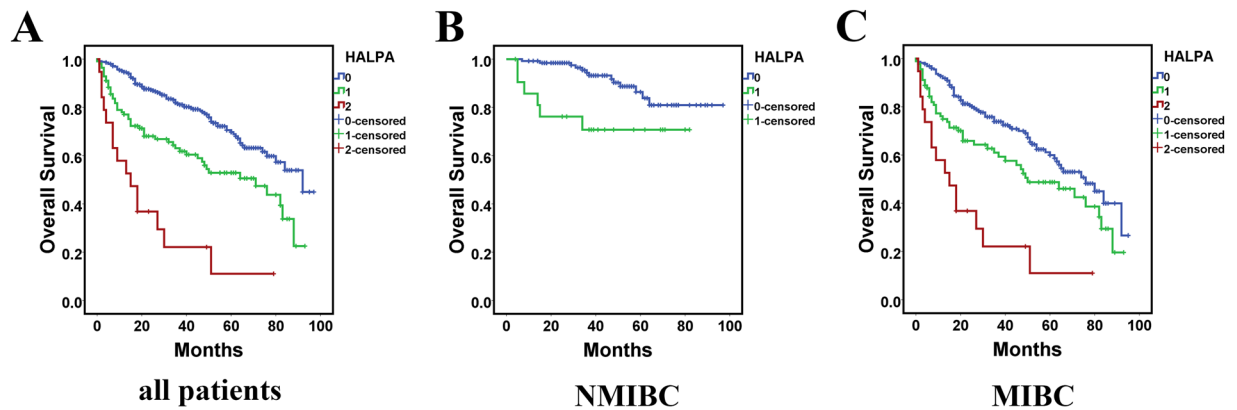 A
Overall Survival
1.0
0.8
0.6
0.4
0.2
0.0
0 20 40 60 80 100
Months
HALPA
0
1
2
0-censored
1-censored
2-censored
all patients
B
Overall Survival
1.0
0.8
0.6
0.4
0.2
0.0
0 20 40 60 80 100
Months
HALPA
0
1
0-censored
1-censored
NMIBC
C
Overall Survival
1.0
0.8
0.6
0.4
0.2
0.0
0 20 40 60 80 100
Months
HALPA
0
1
2
0-censored
1-censored
2-censored
MIBC